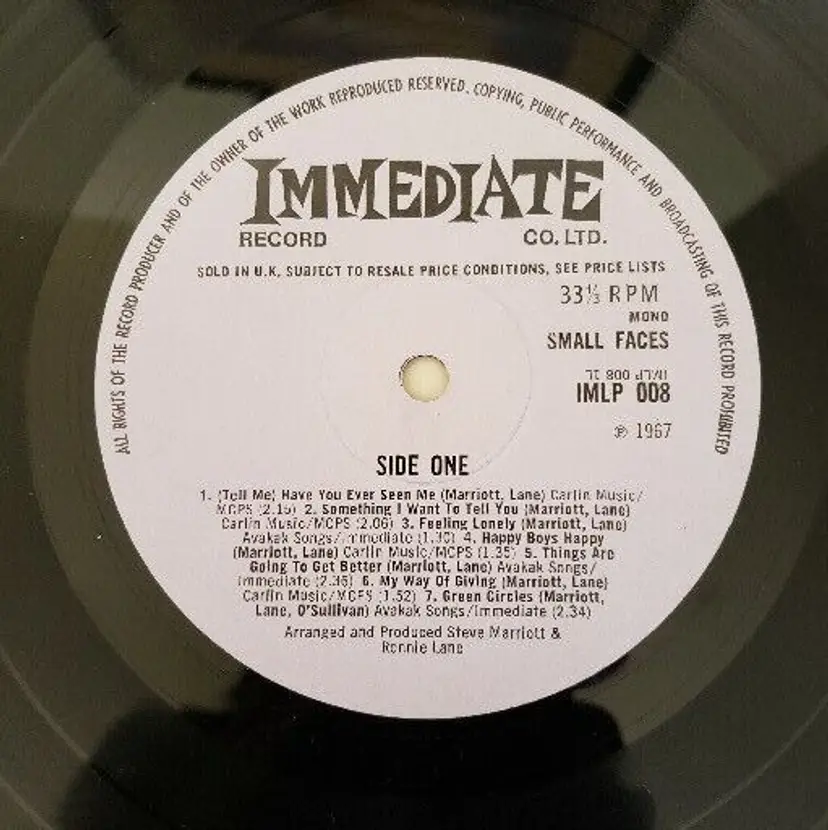 ALL RIGHTS OF THE RECORD PRODUCER AND OF THE OWNER OF THE WORK REPRODUCED RESERVED. COPYING, PUBLIC PERFORMANCE AND BROADCASTING OF THIS RECORD PROHIBITED
IMMEDIATE
RECORD CO. LTD.
SOLD IN U.K. SUBJECT TO RESALE PRICE CONDITIONS, SEE PRICE LISTS
33⅓ RPM
MONO
SMALL FACES
IMLP 008 1L
IMLP 008
℗ 1967
SIDE ONE
1. (Tell Me) Have You Ever Seen Me (Marriott, Lane) Carlin Music/
MCPS (2.15) 2. Something I Want To Tell You (Marriott, Lane)
Carlin Music/MCPS (2.06) 3. Feeling Lonely (Marriott, Lane)
Avakak Songs/Immediate (1.30) 4. Happy Boys Happy
(Marriott, Lane) Carlin Music/MCPS (1.35) 5. Things Are
Going To Get Better (Marriott, Lane) Avakak Songs/
Immediate (2.36) 6. My Way Of Giving (Marriott, Lane)
Carlin Music/MCPS (1.52) 7. Green Circles (Marriott,
Lane, O'Sullivan) Avakak Songs/Immediate (2.34)
Arranged and Produced Steve Marriott &
Ronnie Lane